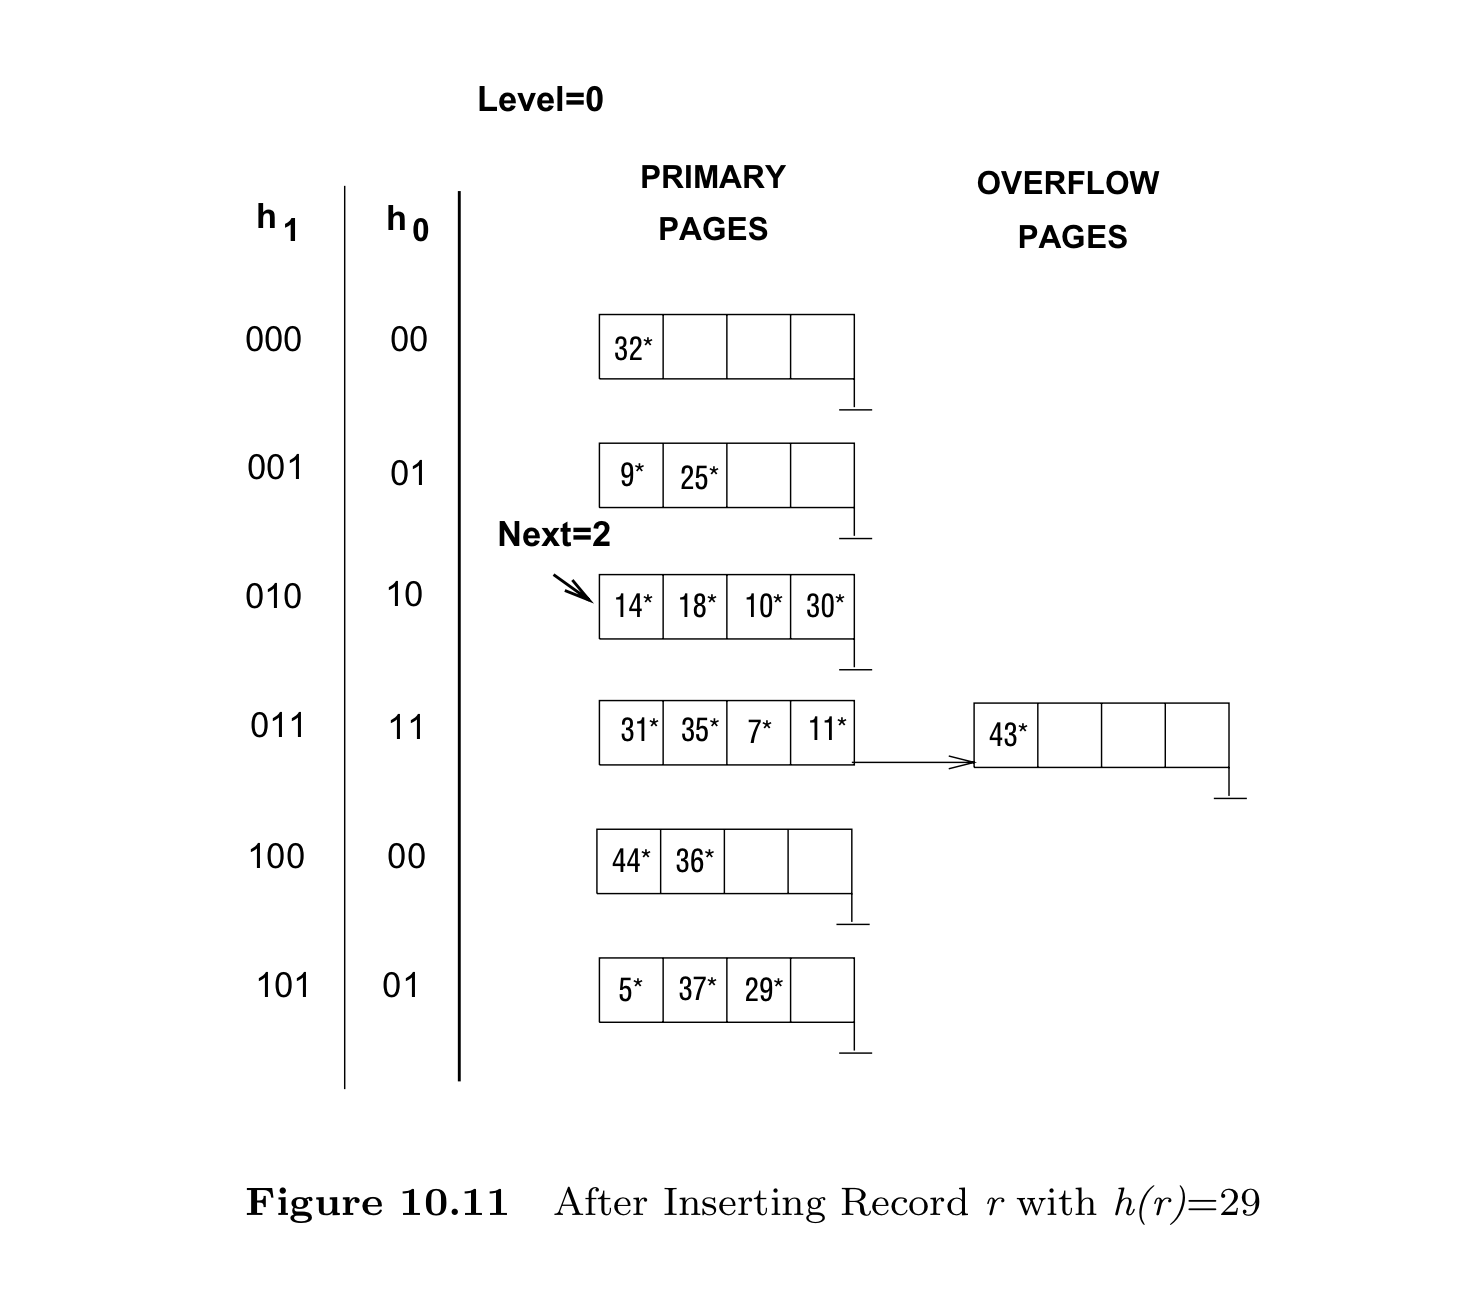 Level=0
PRIMARY PAGES
OVERFLOW PAGES
h1 h0
000 00 32*
001 01 9* 25*
Next=2
010 10 14* 18* 10* 30*
011 11 31* 35* 7* 11* 43*
100 00 44* 36*
101 01 5* 37* 29*
Figure 10.11 After Inserting Record r with h(r)=29